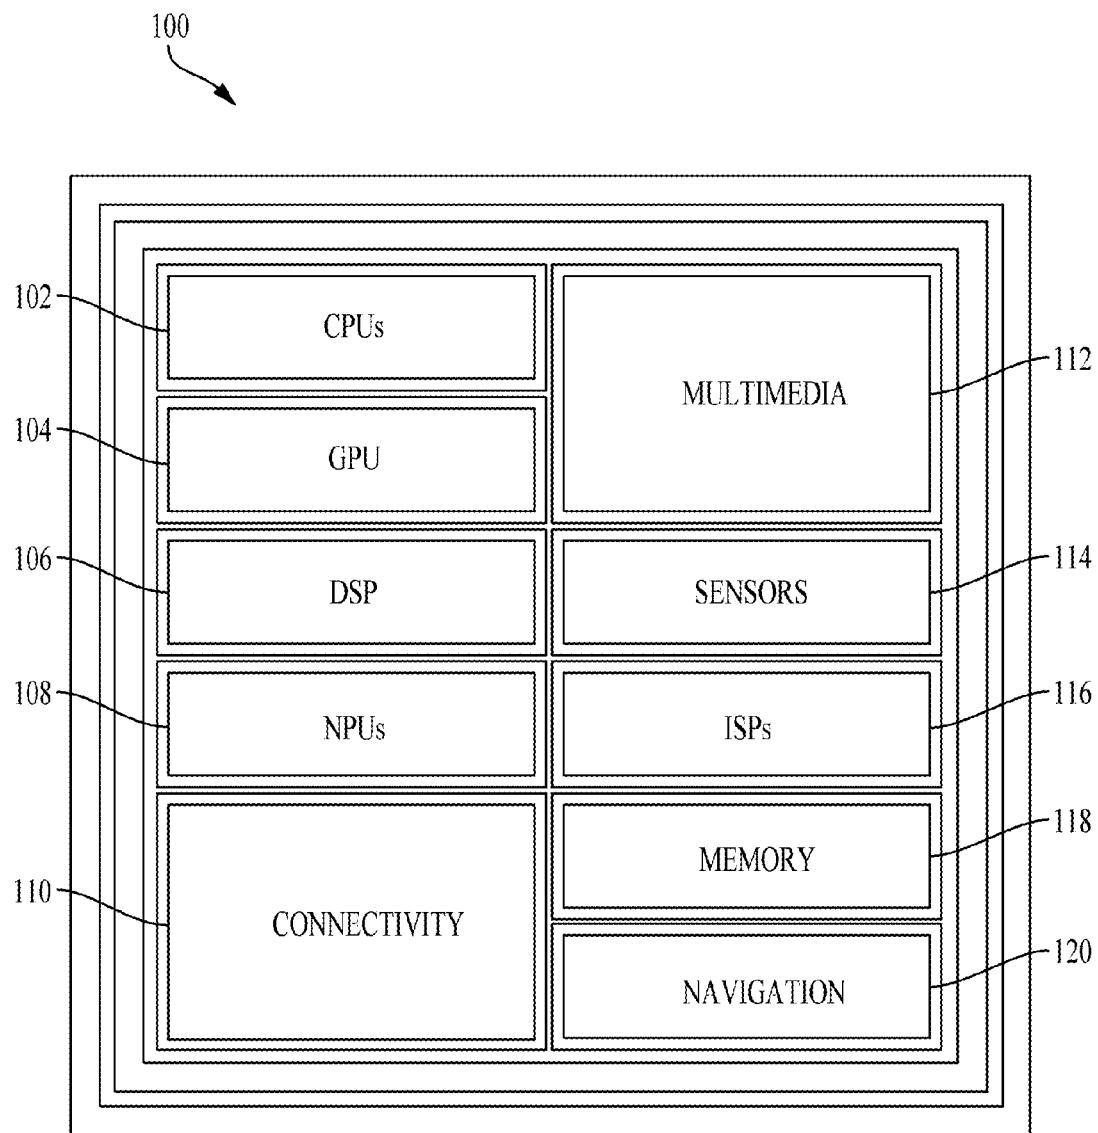 100
102
CPUs
MULTIMEDIA
112
104
GPU
106
DSP
SENSORS
114
108
NPUs
ISPs
116
MEMORY
118
110
CONNECTIVITY
NAVIGATION
120